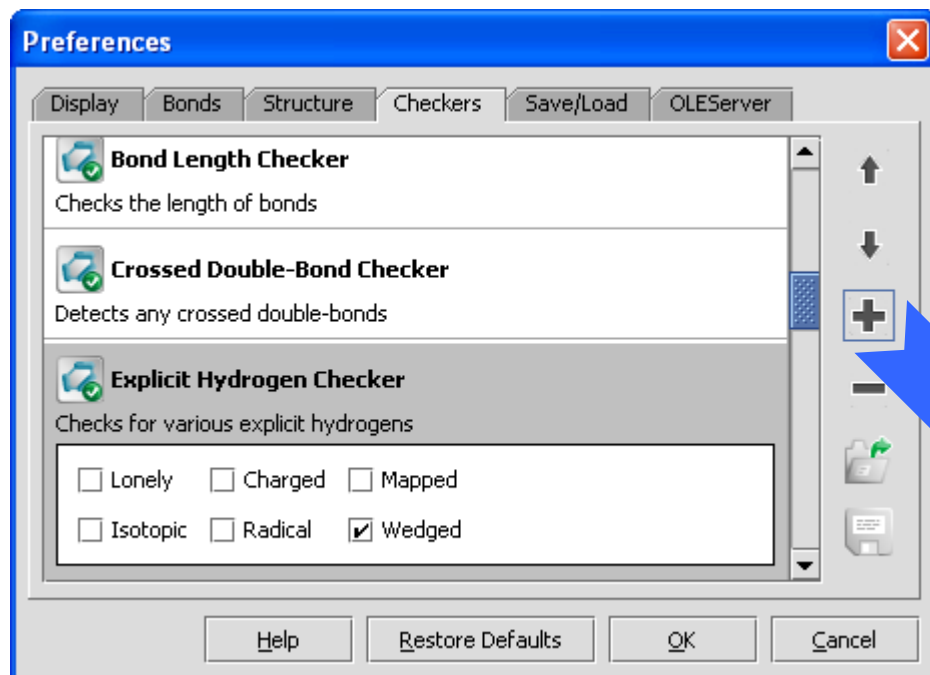 Preferences
Display Bonds Structure Checkers Save/Load OLEServer
Bond Length Checker
Checks the length of bonds
Crossed Double-Bond Checker
Detects any crossed double-bonds
Explicit Hydrogen Checker
Checks for various explicit hydrogens
Lonely Charged Mapped
Isotopic Radical Wedged
Help Restore Defaults OK Cancel